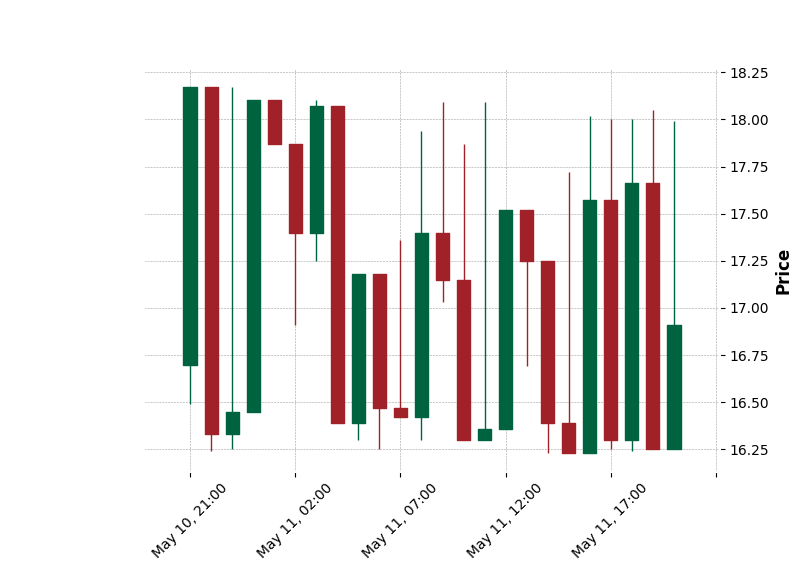 18.25
18.00
17.75
17.50
17.25
17.00
16.75
16.50
16.25
Price
May 10, 21:00
May 11, 02:00
May 11, 07:00
May 11, 12:00
May 11, 17:00